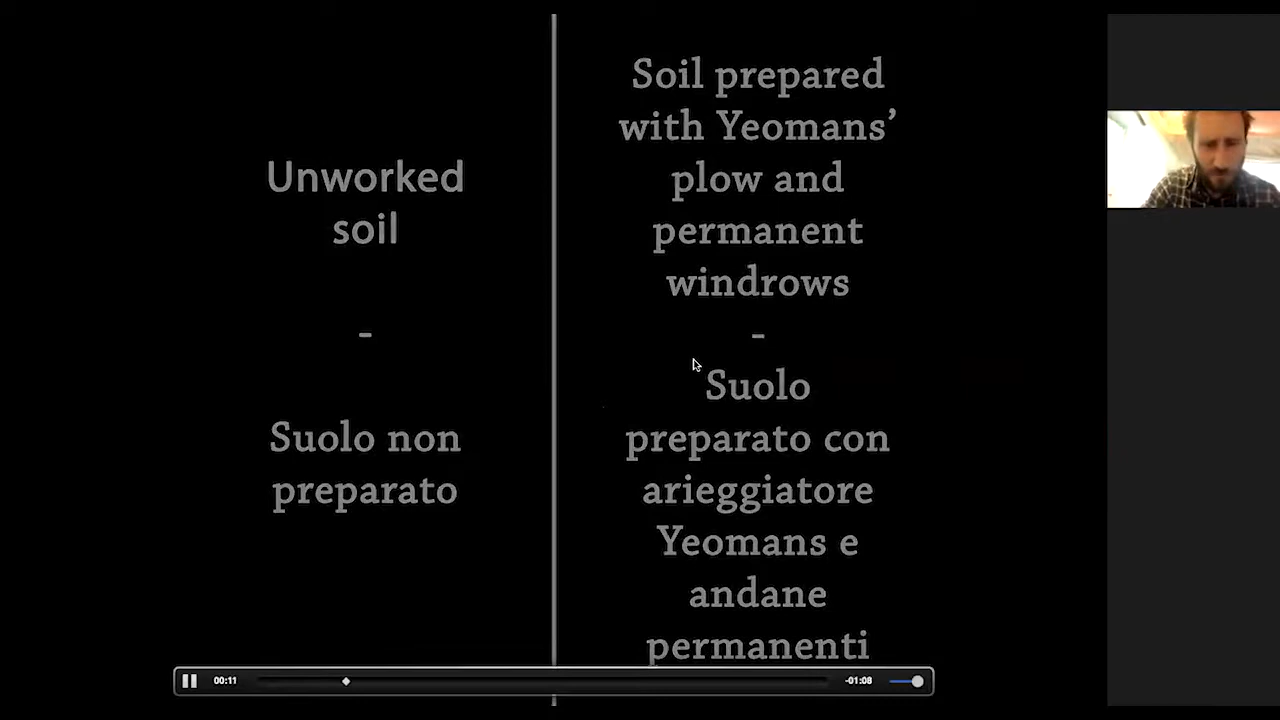 Unworked
soil
-
Suolo non
preparato
Soil prepared
with Yeomans’
plow and
permanent
windrows
-
Suolo
preparato con
arieggiatore
Yeomans e
andane
permanenti
00:11
-01:08